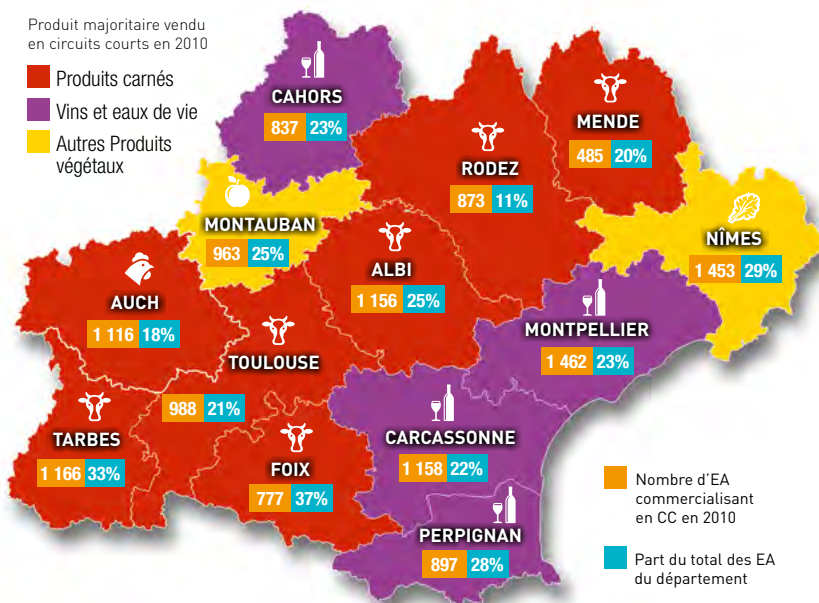 Produit majoritaire vendu
en circuits courts en 2010
Produits carnés
Vins et eaux de vie
Autres Produits
végétaux
CAHORS
837 23%
MENDE
485 20%
RODEZ
873 11%
MONTAUBAN
963 25%
NÎMES
1 453 29%
ALBI
1 156 25%
AUCH
1 116 18%
MONTPELLIER
1 462 23%
TOULOUSE
988 21%
TARBES
1 166 33%
FOIX
777 37%
CARCASSONNE
1 158 22%
PERPIGNAN
897 28%
Nombre d'EA
commercialisant
en CC en 2010
Part du total des EA
du département